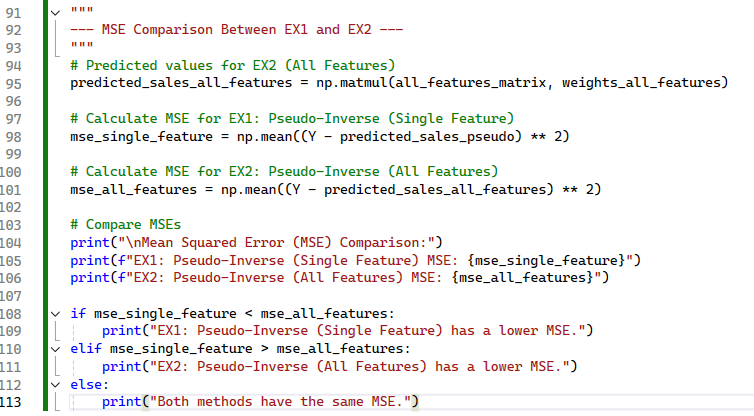 91 """
92 --- MSE Comparison Between EX1 and EX2 ---
93 """
94 # Predicted values for EX2 (All Features)
95 predicted_sales_all_features = np.matmul(all_features_matrix, weights_all_features)
96
97 # Calculate MSE for EX1: Pseudo-Inverse (Single Feature)
98 mse_single_feature = np.mean((Y - predicted_sales_pseudo) ** 2)
99
100 # Calculate MSE for EX2: Pseudo-Inverse (All Features)
101 mse_all_features = np.mean((Y - predicted_sales_all_features) ** 2)
102
103 # Compare MSEs
104 print("\nMean Squared Error (MSE) Comparison:")
105 print(f"EX1: Pseudo-Inverse (Single Feature) MSE: {mse_single_feature}")
106 print(f"EX2: Pseudo-Inverse (All Features) MSE: {mse_all_features}")
107
108 if mse_single_feature < mse_all_features:
109     print("EX1: Pseudo-Inverse (Single Feature) has a lower MSE.")
110 elif mse_single_feature > mse_all_features:
111     print("EX2: Pseudo-Inverse (All Features) has a lower MSE.")
112 else:
113     print("Both methods have the same MSE.")